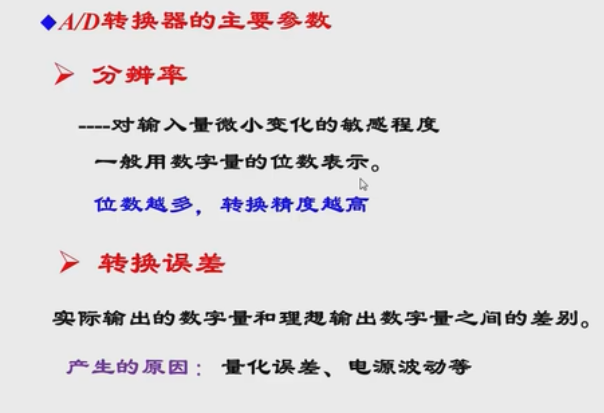 ◆A/D转换器的主要参数
➢ 分辨率
----对输入量微小变化的敏感程度
一般用数字量的位数表示。
位数越多，转换精度越高
➢ 转换误差
实际输出的数字量和理想输出数字量之间的差别。
产生的原因：量化误差、电源波动等